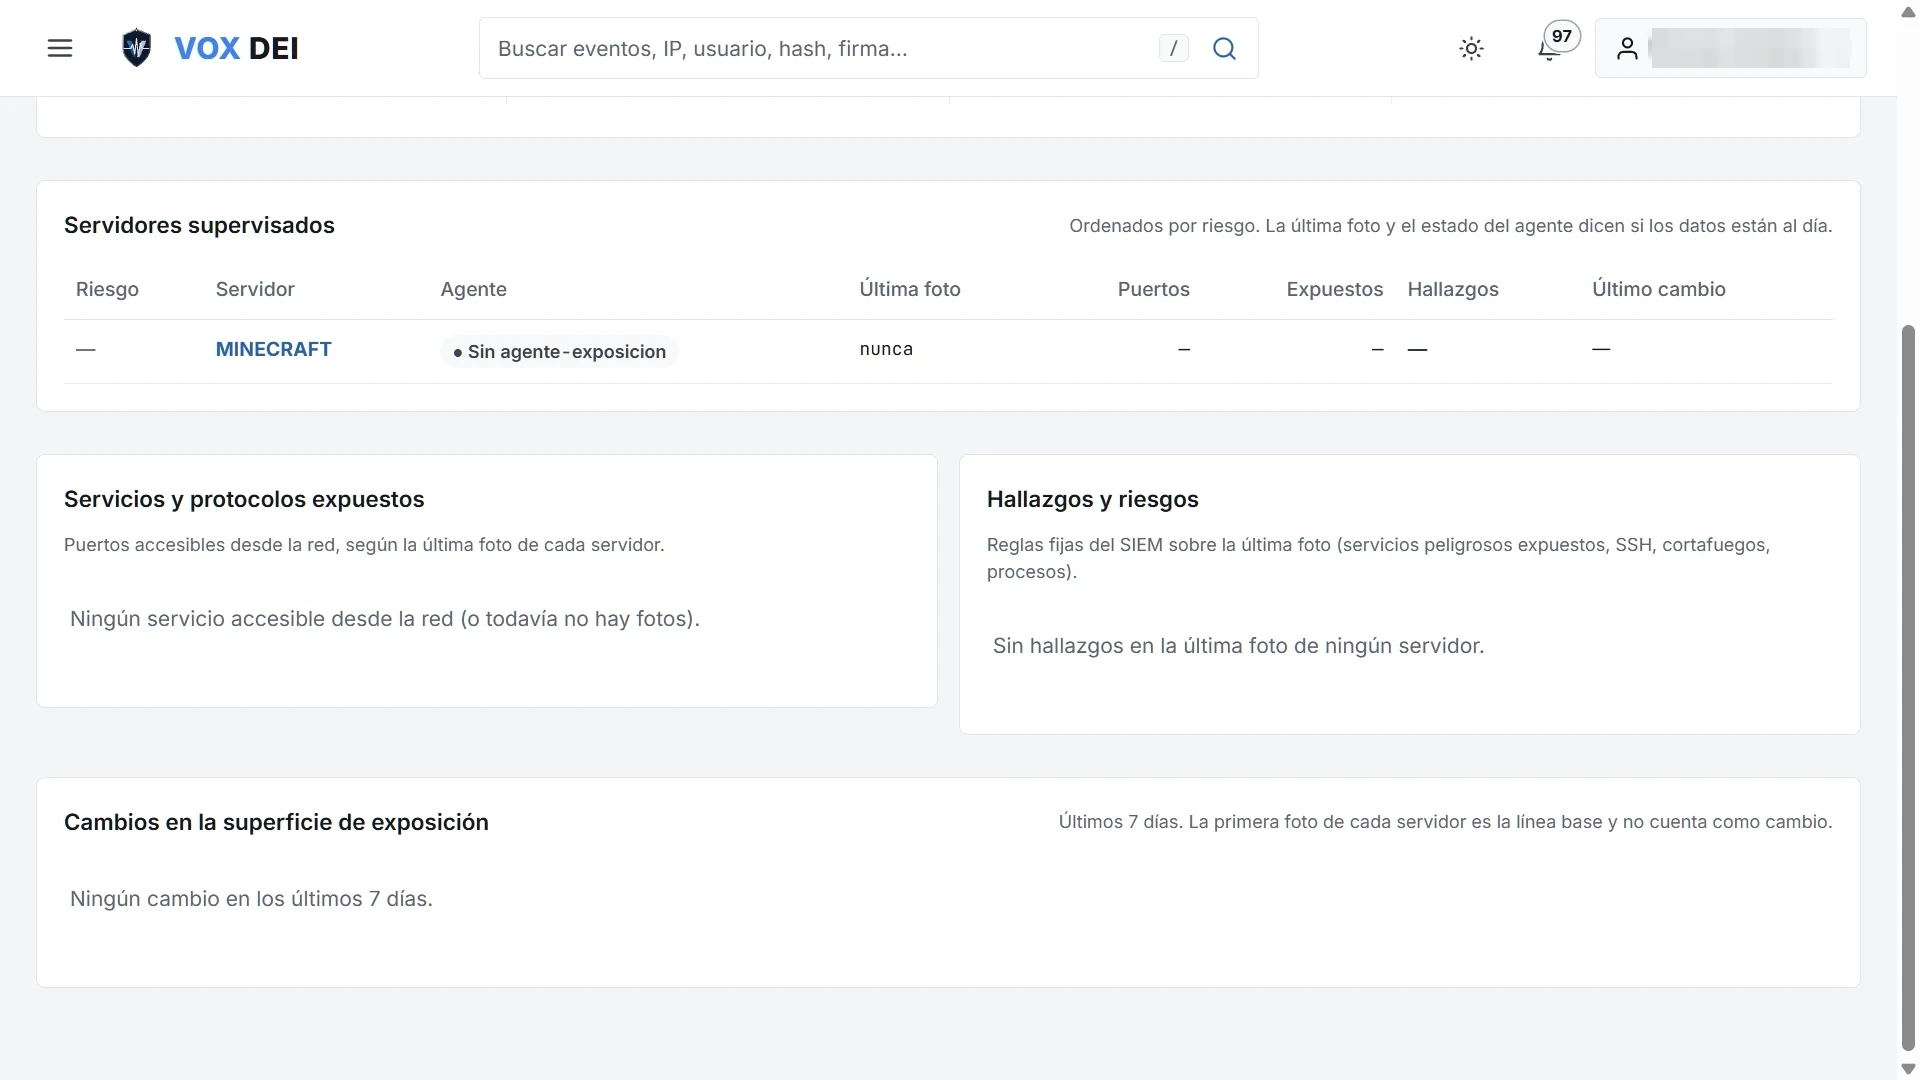 VOX DEI
Buscar eventos, IP, usuario, hash, firma...
/
97
Servidores supervisados
Ordenados por riesgo. La última foto y el estado del agente dicen si los datos están al día.
Riesgo Servidor Agente Última foto Puertos Expuestos Hallazgos Último cambio
— MINECRAFT ● Sin agente-exposicion nunca – – — —
Servicios y protocolos expuestos
Puertos accesibles desde la red, según la última foto de cada servidor.
Ningún servicio accesible desde la red (o todavía no hay fotos).
Hallazgos y riesgos
Reglas fijas del SIEM sobre la última foto (servicios peligrosos expuestos, SSH, cortafuegos,
procesos).
Sin hallazgos en la última foto de ningún servidor.
Cambios en la superficie de exposición
Últimos 7 días. La primera foto de cada servidor es la línea base y no cuenta como cambio.
Ningún cambio en los últimos 7 días.